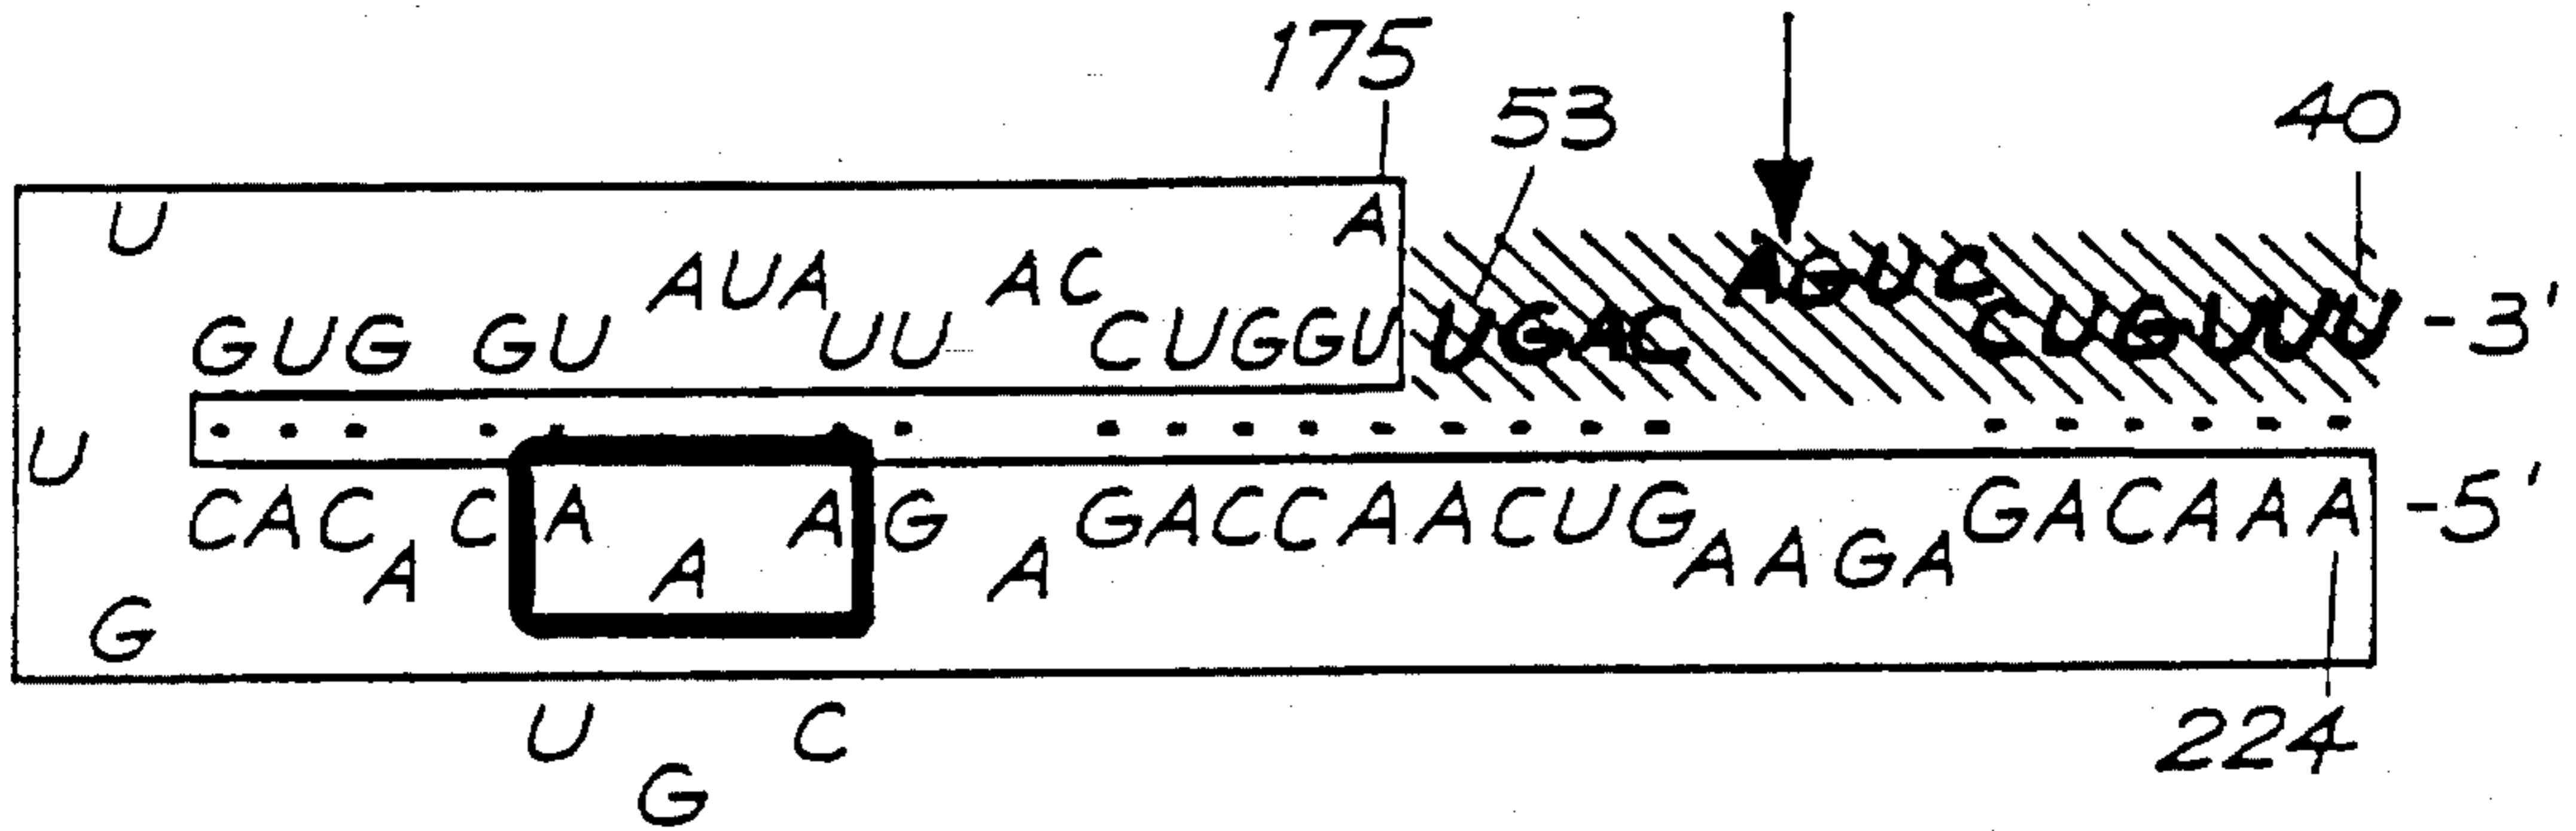 175
53
40
U
A
AUA AC
AGUC
GUG GU UU CUGGU UGAC CUGUUU -3'
U
CAC C A A G GACCAACUG GACAAA -5'
A A A AAGA
G
U C
G
224